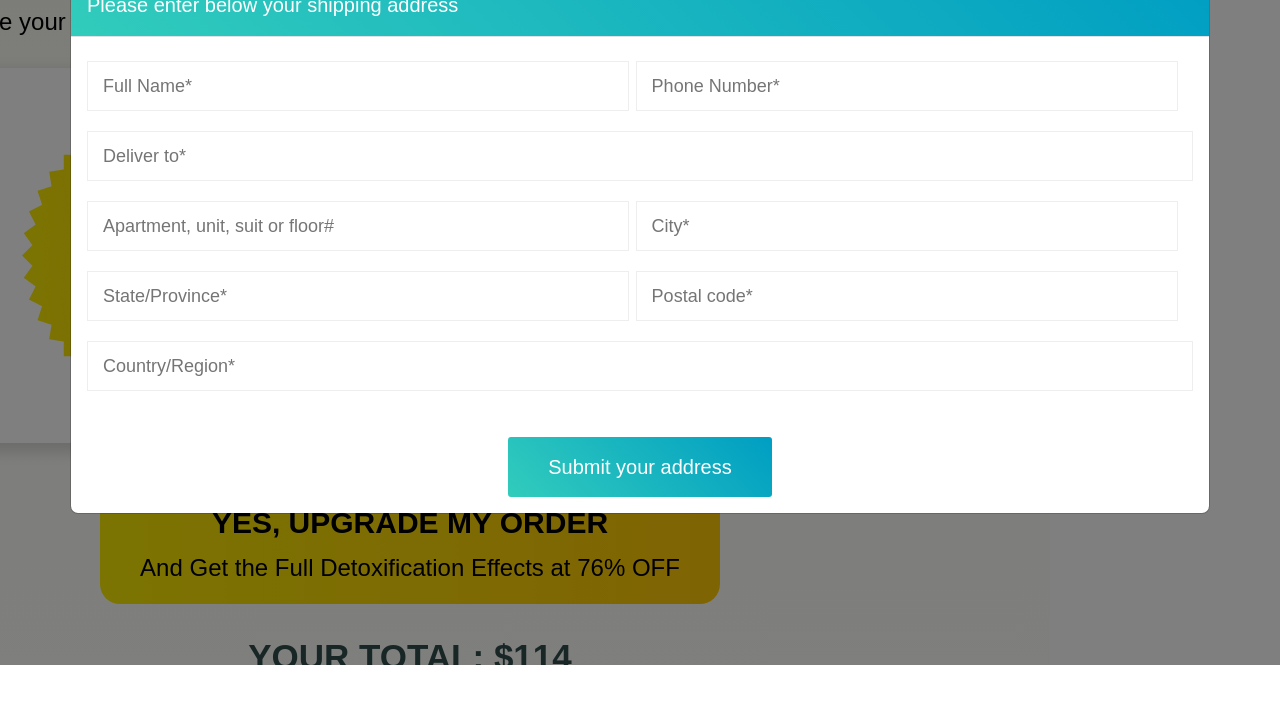 Please enter below your shipping address
e your
Full Name*
Phone Number*
Deliver to*
Apartment, unit, suit or floor#
City*
State/Province*
Postal code*
Country/Region*
Submit your address
YES, UPGRADE MY ORDER
And Get the Full Detoxification Effects at 76% OFF
YOUR TOTAL: $114